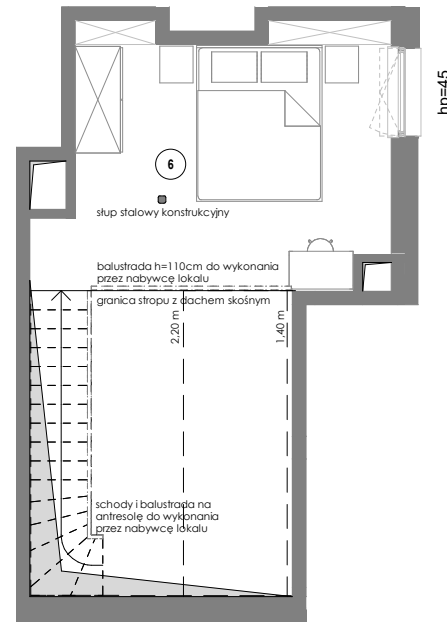 hp=45
6
słup stalowy konstrukcyjny
balustrada h=110cm do wykonania
przez nabywcę lokalu
granica stropu z dachem skośnym
2,20 m
1,40 m
schody i balustrada na
antresolę do wykonania
przez nabywcę lokalu